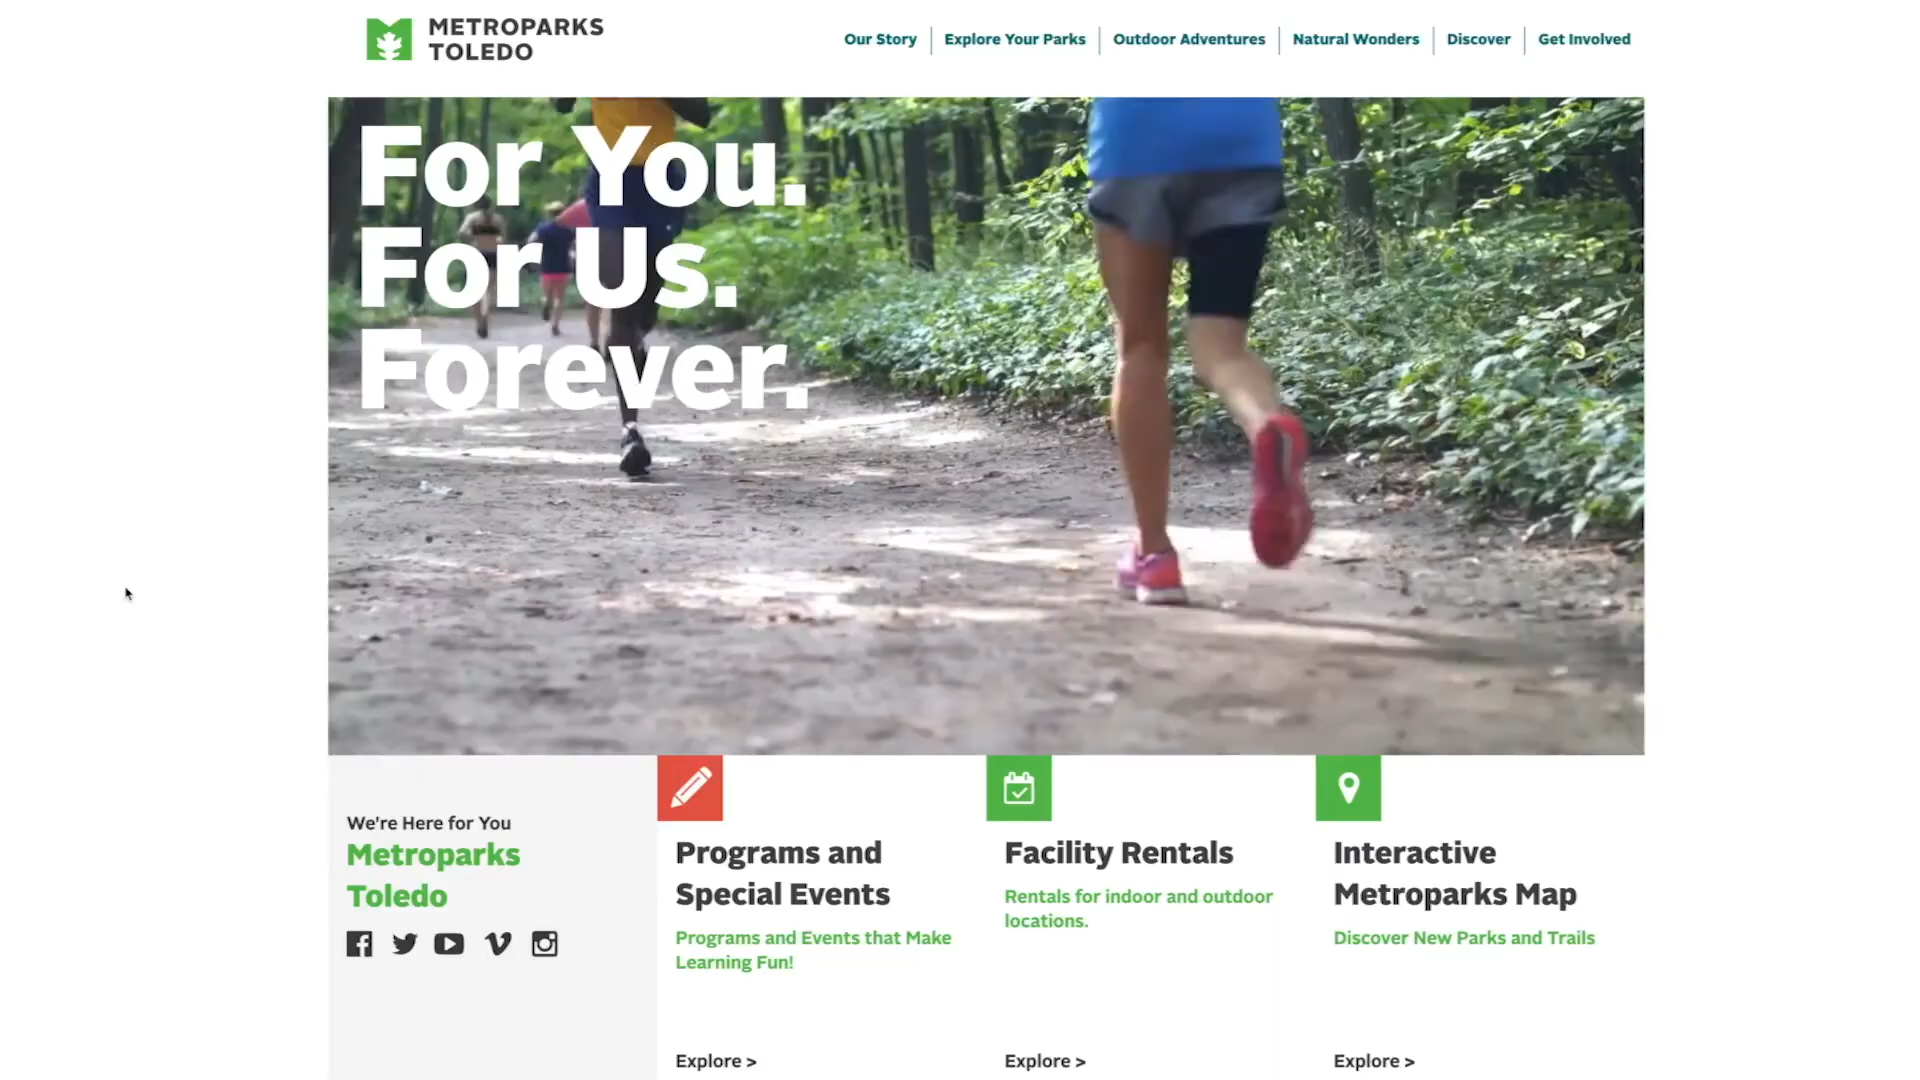 METROPARKS
TOLEDO
Our Story
Explore Your Parks
Outdoor Adventures
Natural Wonders
Discover
Get Involved
For You.
For Us.
Forever.
We're Here for You
Metroparks
Toledo
Programs and
Special Events
Programs and Events that Make
Learning Fun!
Explore >
Facility Rentals
Rentals for indoor and outdoor
locations.
Explore >
Interactive
Metroparks Map
Discover New Parks and Trails
Explore >